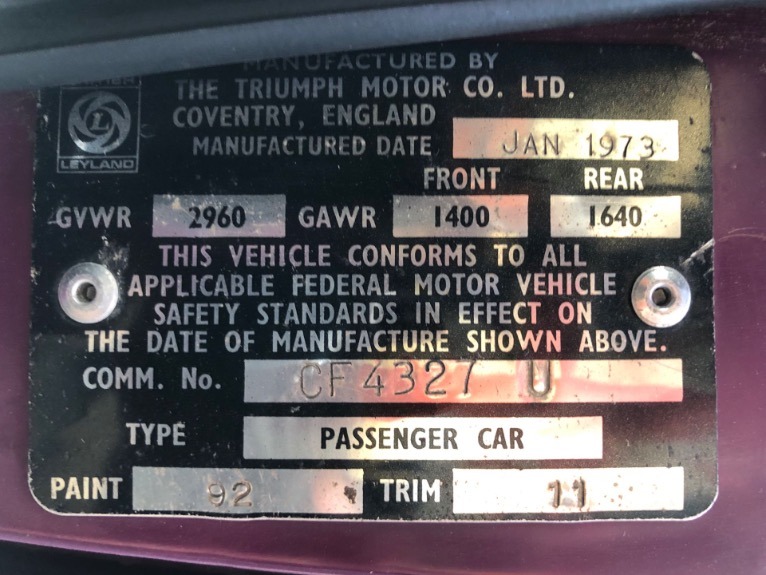 MANUFACTURED BY
THE TRIUMPH MOTOR CO. LTD.
COVENTRY, ENGLAND
LEYLAND
MANUFACTURED DATE JAN 1973
FRONT REAR
GVWR 2960 GAWR 1400 1640
THIS VEHICLE CONFORMS TO ALL
APPLICABLE FEDERAL MOTOR VEHICLE
SAFETY STANDARDS IN EFFECT ON
THE DATE OF MANUFACTURE SHOWN ABOVE.
COMM. No. CF4327 U
TYPE PASSENGER CAR
PAINT 92 TRIM 11